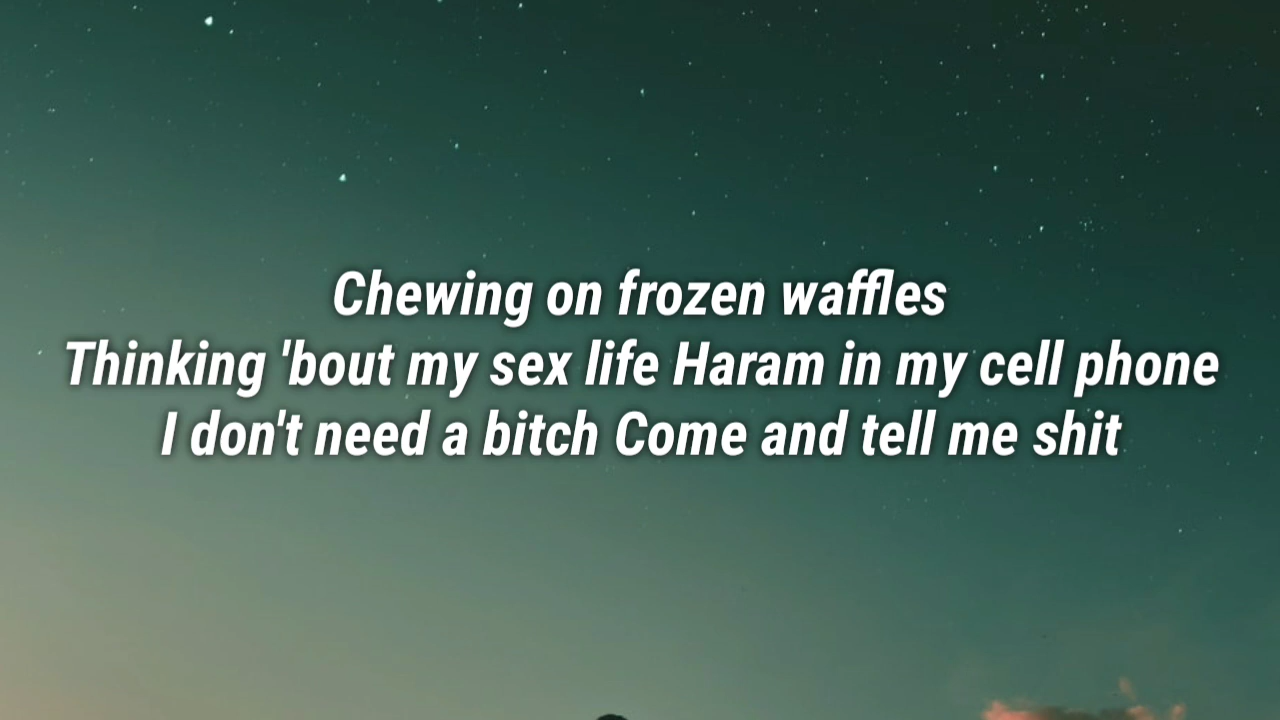 Chewing on frozen waffles
Thinking 'bout my sex life Haram in my cell phone
I don't need a bitch Come and tell me shit